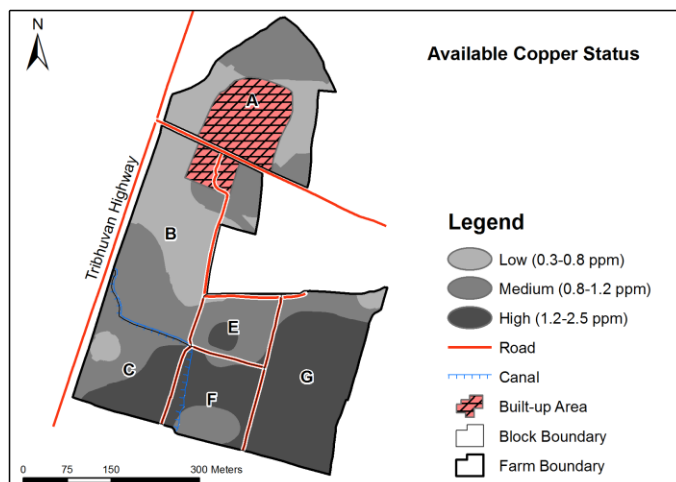 N
Available Copper Status
A
Tribhuvan Highway
B
Legend
Low (0.3-0.8 ppm)
Medium (0.8-1.2 ppm)
High (1.2-2.5 ppm)
Road
Canal
Built-up Area
Block Boundary
Farm Boundary
E
C
G
F
0 75 150 300 Meters